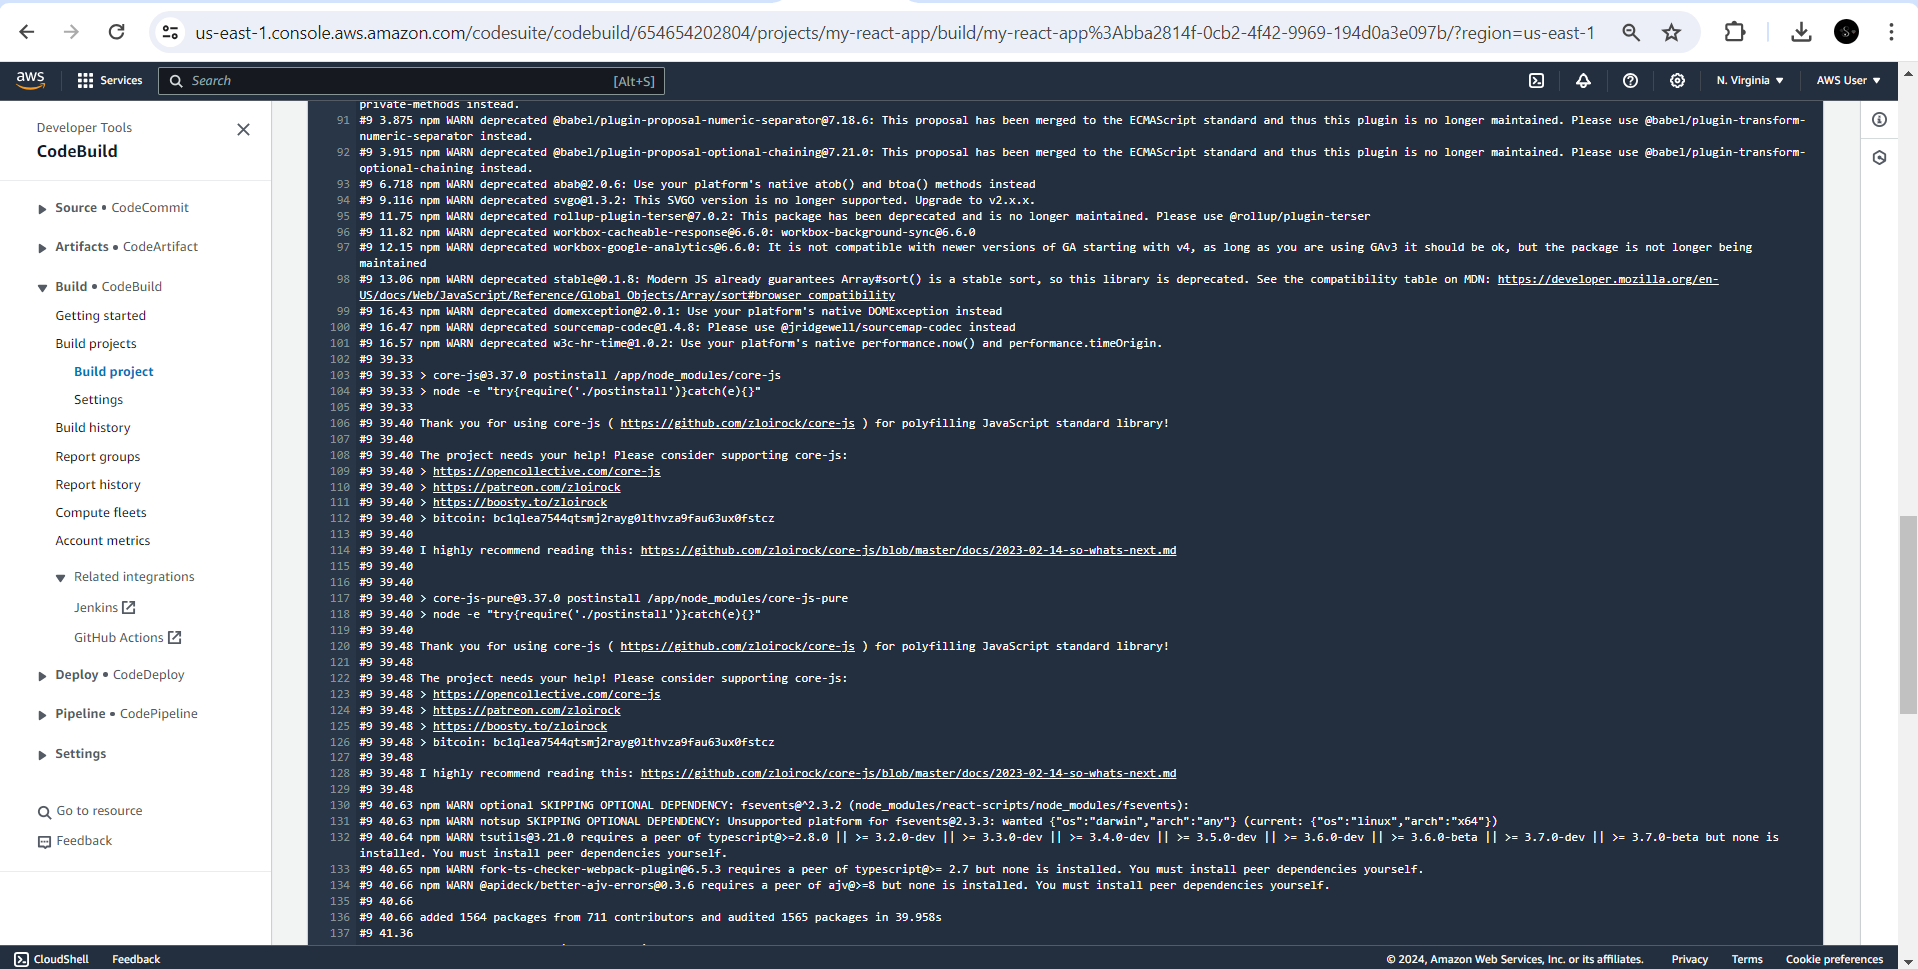 us-east-1.console.aws.amazon.com/codesuite/codebuild/654654202804/projects/my-react-app/build/my-react-app%3Abba2814f-0cb2-4f42-9969-194d0a3e097b/?region=us-east-1
aws
Services
Search
[Alt+S]
N. Virginia
AWS User
Developer Tools
CodeBuild
Source • CodeCommit
Artifacts • CodeArtifact
Build • CodeBuild
Getting started
Build projects
Build project
Settings
Build history
Report groups
Report history
Compute fleets
Account metrics
Related integrations
Jenkins
GitHub Actions
Deploy • CodeDeploy
Pipeline • CodePipeline
Settings
Go to resource
Feedback
private-methods instead.
91 #9 3.875 npm WARN deprecated @babel/plugin-proposal-numeric-separator@7.18.6: This proposal has been merged to the ECMAScript standard and thus this plugin is no longer maintained. Please use @babel/plugin-transform-
numeric-separator instead.
92 #9 3.915 npm WARN deprecated @babel/plugin-proposal-optional-chaining@7.21.0: This proposal has been merged to the ECMAScript standard and thus this plugin is no longer maintained. Please use @babel/plugin-transform-
optional-chaining instead.
93 #9 6.718 npm WARN deprecated abab@2.0.6: Use your platform's native atob() and btoa() methods instead
94 #9 9.116 npm WARN deprecated svgo@1.3.2: This SVGO version is no longer supported. Upgrade to v2.x.x.
95 #9 11.75 npm WARN deprecated rollup-plugin-terser@7.0.2: This package has been deprecated and is no longer maintained. Please use @rollup/plugin-terser
96 #9 11.82 npm WARN deprecated workbox-cacheable-response@6.6.0: workbox-background-sync@6.6.0
97 #9 12.15 npm WARN deprecated workbox-google-analytics@6.6.0: It is not compatible with newer versions of GA starting with v4, as long as you are using GAv3 it should be ok, but the package is not longer being
maintained
98 #9 13.06 npm WARN deprecated stable@0.1.8: Modern JS already guarantees Array#sort() is a stable sort, so this library is deprecated. See the compatibility table on MDN: https://developer.mozilla.org/en-
US/docs/Web/JavaScript/Reference/Global_Objects/Array/sort#browser_compatibility
99 #9 16.43 npm WARN deprecated domexception@2.0.1: Use your platform's native DOMException instead
100 #9 16.47 npm WARN deprecated sourcemap-codec@1.4.8: Please use @jridgewell/sourcemap-codec instead
101 #9 16.57 npm WARN deprecated w3c-hr-time@1.0.2: Use your platform's native performance.now() and performance.timeOrigin.
102 #9 39.33
103 #9 39.33 > core-js@3.37.0 postinstall /app/node_modules/core-js
104 #9 39.33 > node -e "try{require('./postinstall')}catch(e){}"
105 #9 39.33
106 #9 39.40 Thank you for using core-js ( https://github.com/zloirock/core-js ) for polyfilling JavaScript standard library!
107 #9 39.40
108 #9 39.40 The project needs your help! Please consider supporting core-js:
109 #9 39.40 > https://opencollective.com/core-js
110 #9 39.40 > https://patreon.com/zloirock
111 #9 39.40 > https://boosty.to/zloirock
112 #9 39.40 > bitcoin: bc1qlea7544qtsmj2rayg0lthvza9fau63ux0fstcz
113 #9 39.40
114 #9 39.40 I highly recommend reading this: https://github.com/zloirock/core-js/blob/master/docs/2023-02-14-so-whats-next.md
115 #9 39.40
116 #9 39.40
117 #9 39.40 > core-js-pure@3.37.0 postinstall /app/node_modules/core-js-pure
118 #9 39.40 > node -e "try{require('./postinstall')}catch(e){}"
119 #9 39.40
120 #9 39.48 Thank you for using core-js ( https://github.com/zloirock/core-js ) for polyfilling JavaScript standard library!
121 #9 39.48
122 #9 39.48 The project needs your help! Please consider supporting core-js:
123 #9 39.48 > https://opencollective.com/core-js
124 #9 39.48 > https://patreon.com/zloirock
125 #9 39.48 > https://boosty.to/zloirock
126 #9 39.48 > bitcoin: bc1qlea7544qtsmj2rayg0lthvza9fau63ux0fstcz
127 #9 39.48
128 #9 39.48 I highly recommend reading this: https://github.com/zloirock/core-js/blob/master/docs/2023-02-14-so-whats-next.md
129 #9 39.48
130 #9 40.63 npm WARN optional SKIPPING OPTIONAL DEPENDENCY: fsevents@^2.3.2 (node_modules/react-scripts/node_modules/fsevents):
131 #9 40.63 npm WARN notsup SKIPPING OPTIONAL DEPENDENCY: Unsupported platform for fsevents@2.3.3: wanted {"os":"darwin","arch":"any"} (current: {"os":"linux","arch":"x64"})
132 #9 40.64 npm WARN tsutils@3.21.0 requires a peer of typescript@>=2.8.0 || >= 3.2.0-dev || >= 3.3.0-dev || >= 3.4.0-dev || >= 3.5.0-dev || >= 3.6.0-dev || >= 3.6.0-beta || >= 3.7.0-dev || >= 3.7.0-beta but none is
installed. You must install peer dependencies yourself.
133 #9 40.65 npm WARN fork-ts-checker-webpack-plugin@6.5.3 requires a peer of typescript@>= 2.7 but none is installed. You must install peer dependencies yourself.
134 #9 40.66 npm WARN @apideck/better-ajv-errors@0.3.6 requires a peer of ajv@>=8 but none is installed. You must install peer dependencies yourself.
135 #9 40.66
136 #9 40.66 added 1564 packages from 711 contributors and audited 1565 packages in 39.958s
137 #9 41.36
CloudShell
Feedback
© 2024, Amazon Web Services, Inc. or its affiliates.
Privacy
Terms
Cookie preferences